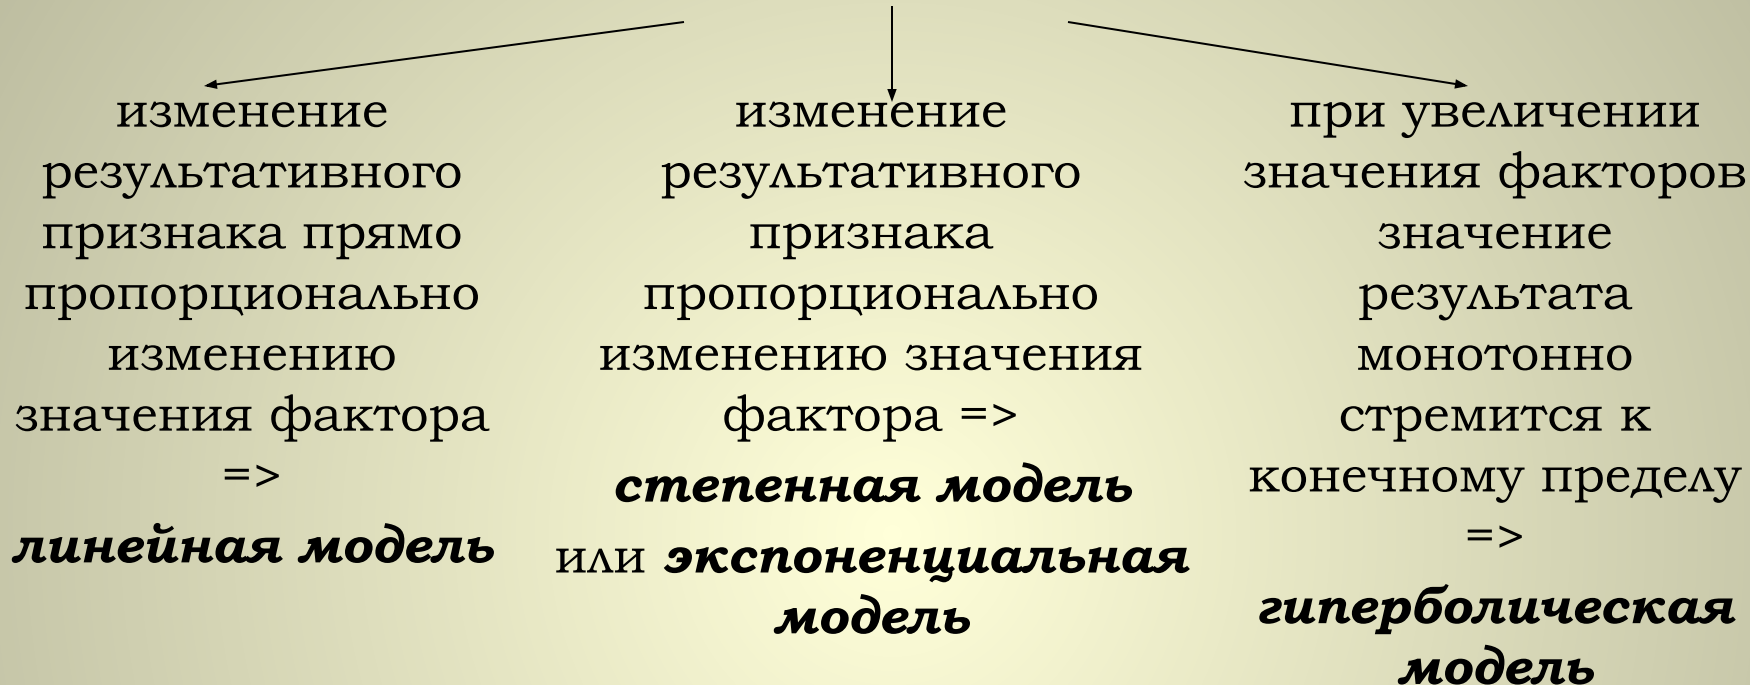 изменение
результативного
признака прямо
пропорционально
изменению
значения фактора
=>
линейная модель
изменение
результативного
признака
пропорционально
изменению значения
фактора =>
степенная модель
или экспоненциальная
модель
при увеличении
значения факторов
значение
результата
монотонно
стремится к
конечному пределу
=>
гиперболическая
модель